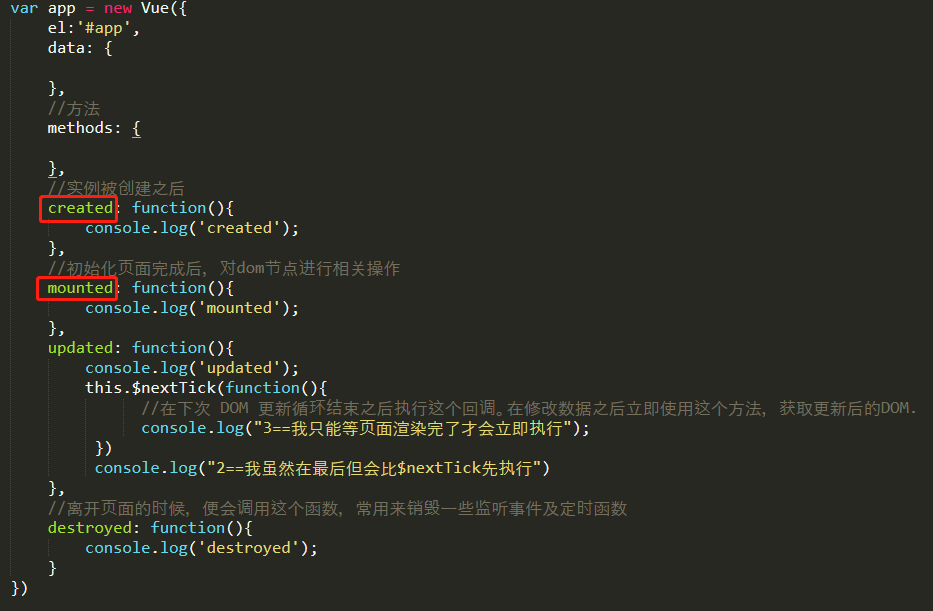 var app = new Vue({
el:'#app',
data: {
},
//方法
methods: {
},
//实例被创建之后
created: function(){
console.log('created');
},
//初始化页面完成后，对dom节点进行相关操作
mounted: function(){
console.log('mounted');
},
updated: function(){
console.log('updated');
this.$nextTick(function(){
//在下次 DOM 更新循环结束之后执行这个回调。在修改数据之后立即使用这个方法，获取更新后的DOM.
console.log("3==我只能等页面渲染完了才会立即执行");
})
console.log("2==我虽然在最后但会比$nextTick先执行")
},
//离开页面的时候，便会调用这个函数，常用来销毁一些监听事件及定时函数
destroyed: function(){
console.log('destroyed');
}
})